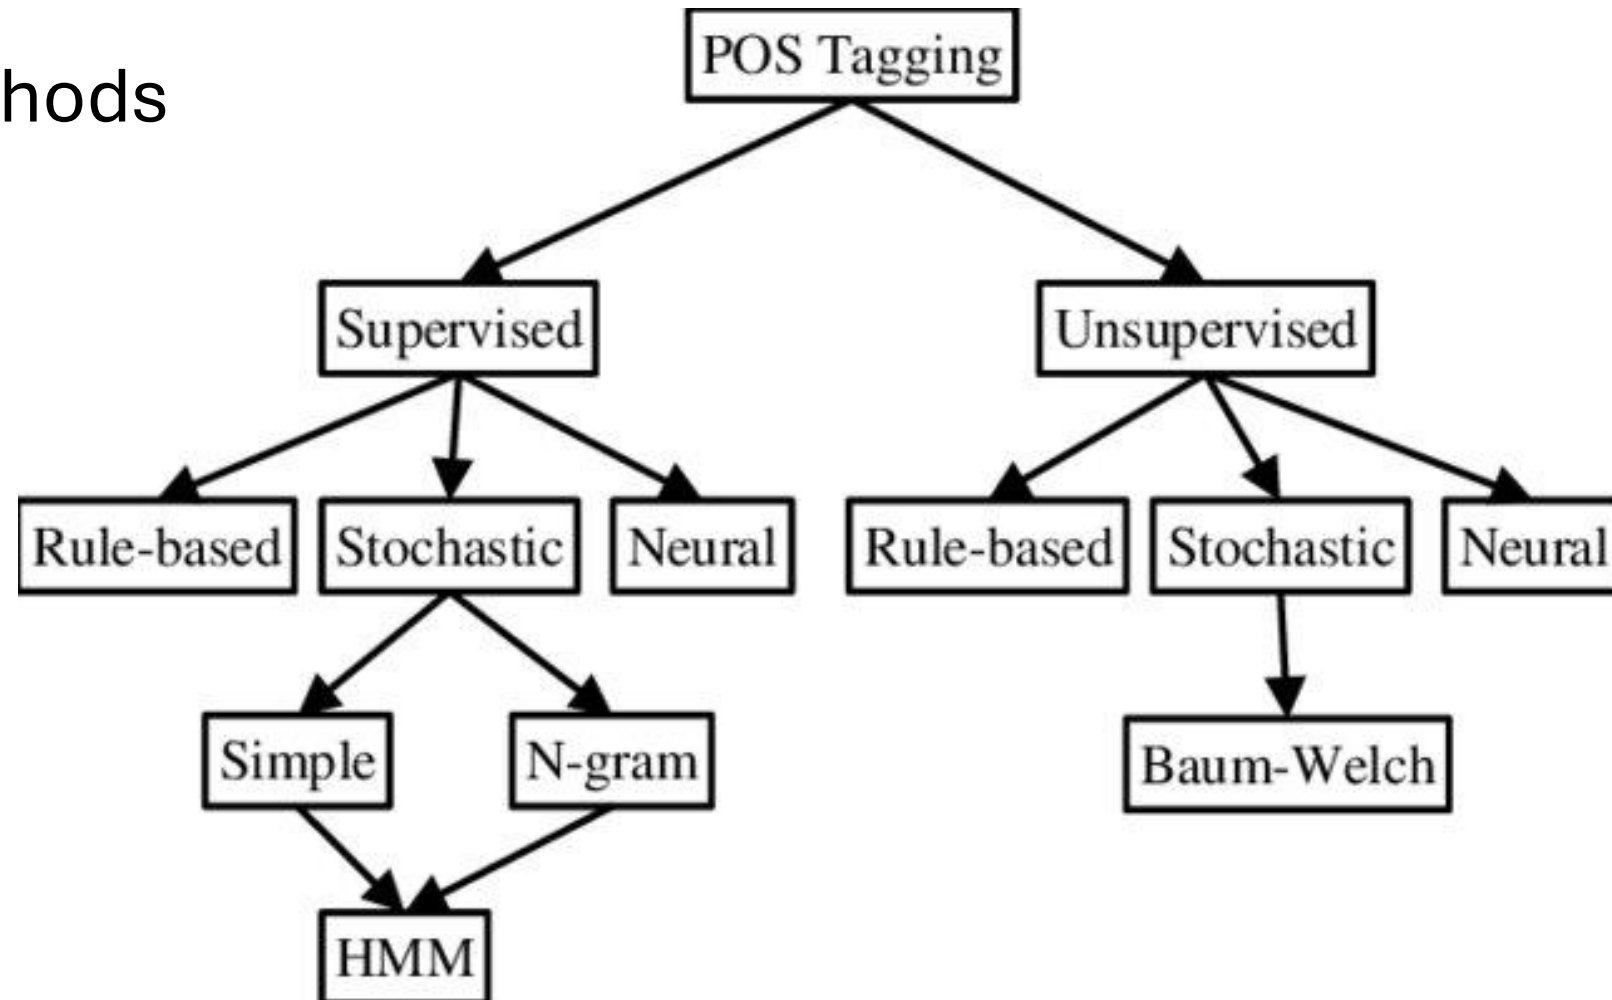 POS Tagging
hods
Supervised
Unsupervised
Rule-based
Stochastic
Neural
Rule-based
Stochastic
Neural
Simple
N-gram
Baum-Welch
HMM